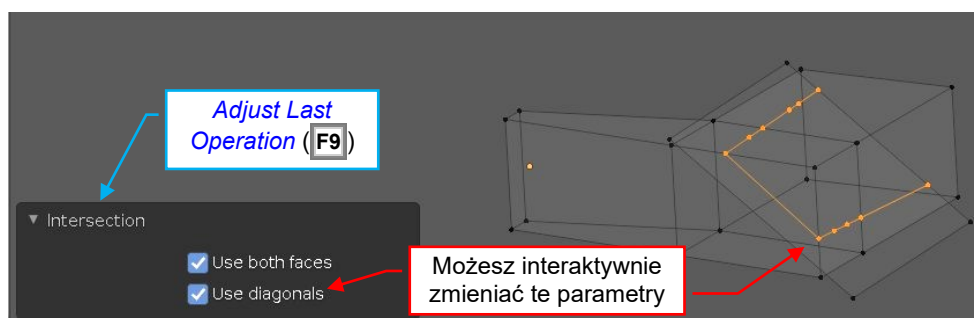 Adjust Last
Operation (F9)
Intersection
Use both faces
Use diagonals
Możesz interaktywnie
zmieniać te parametry